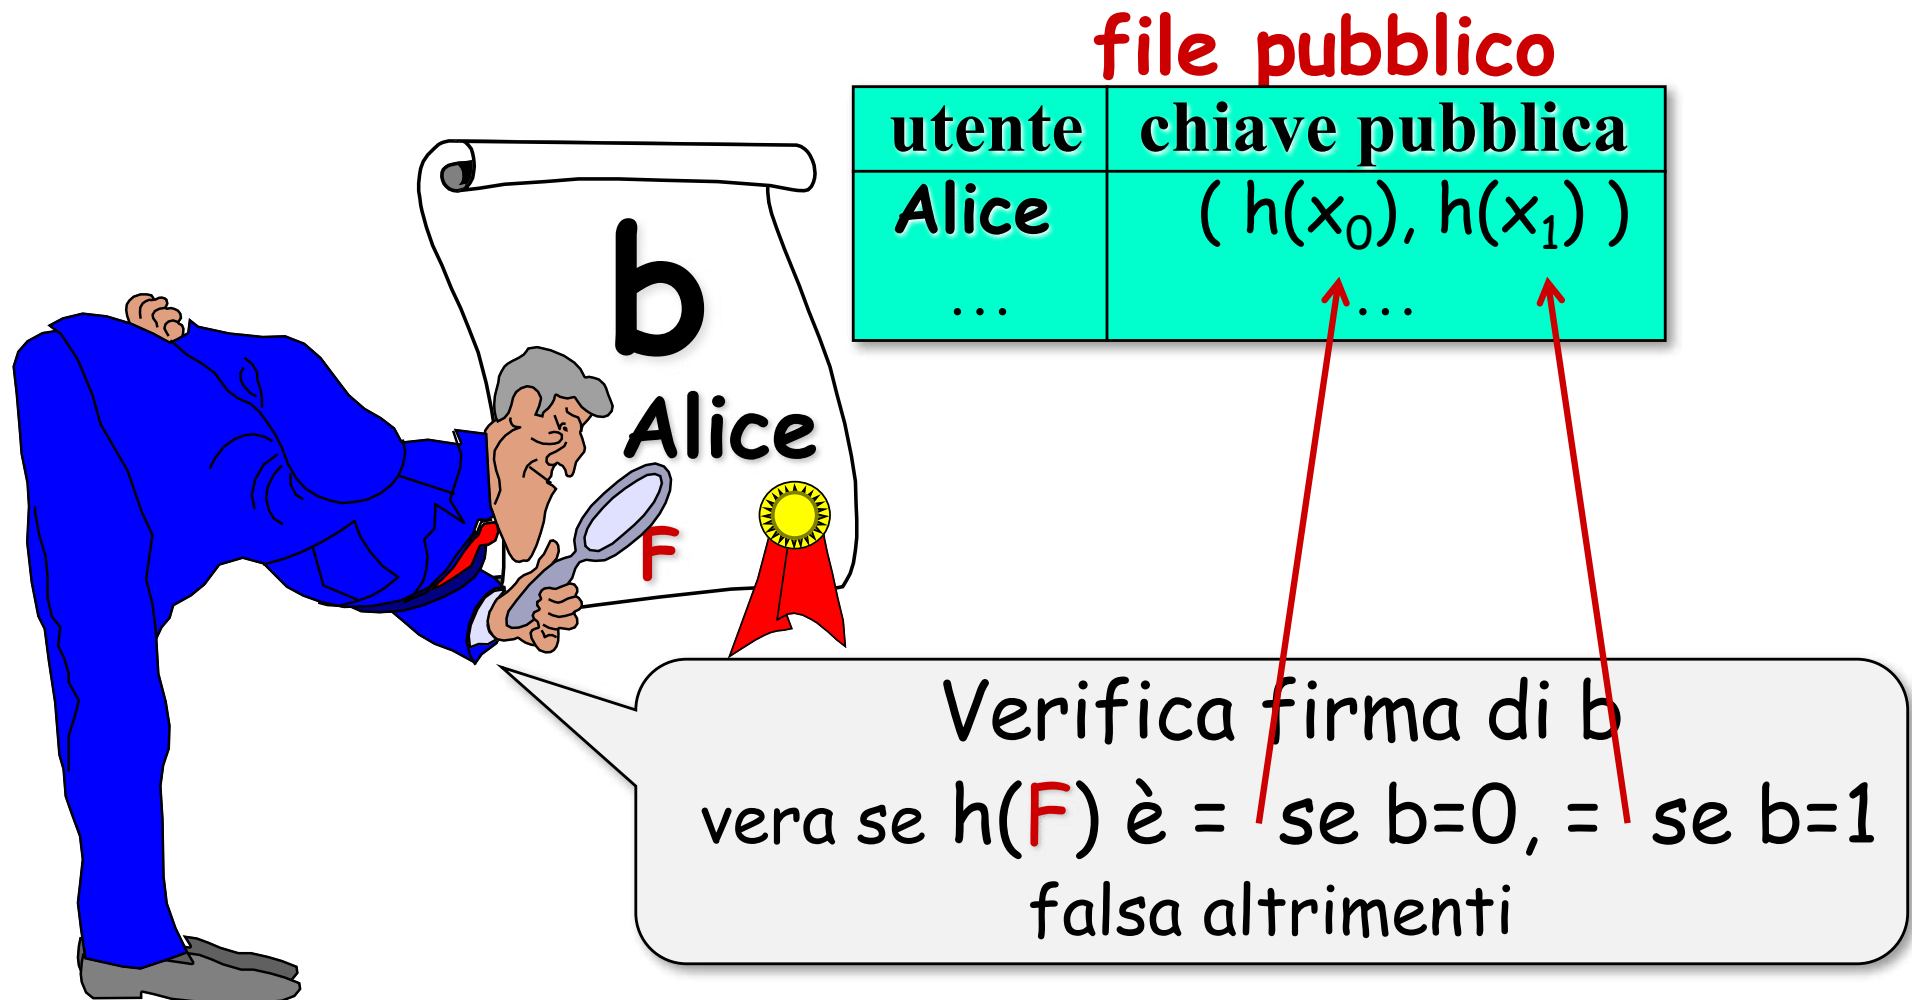 file pubblico
utente chiave pubblica
Alice ( h(x₀), h(x₁) )
... ...
b
Alice
F
Verifica firma di b
vera se h(F) è = se b=0, = se b=1
falsa altrimenti